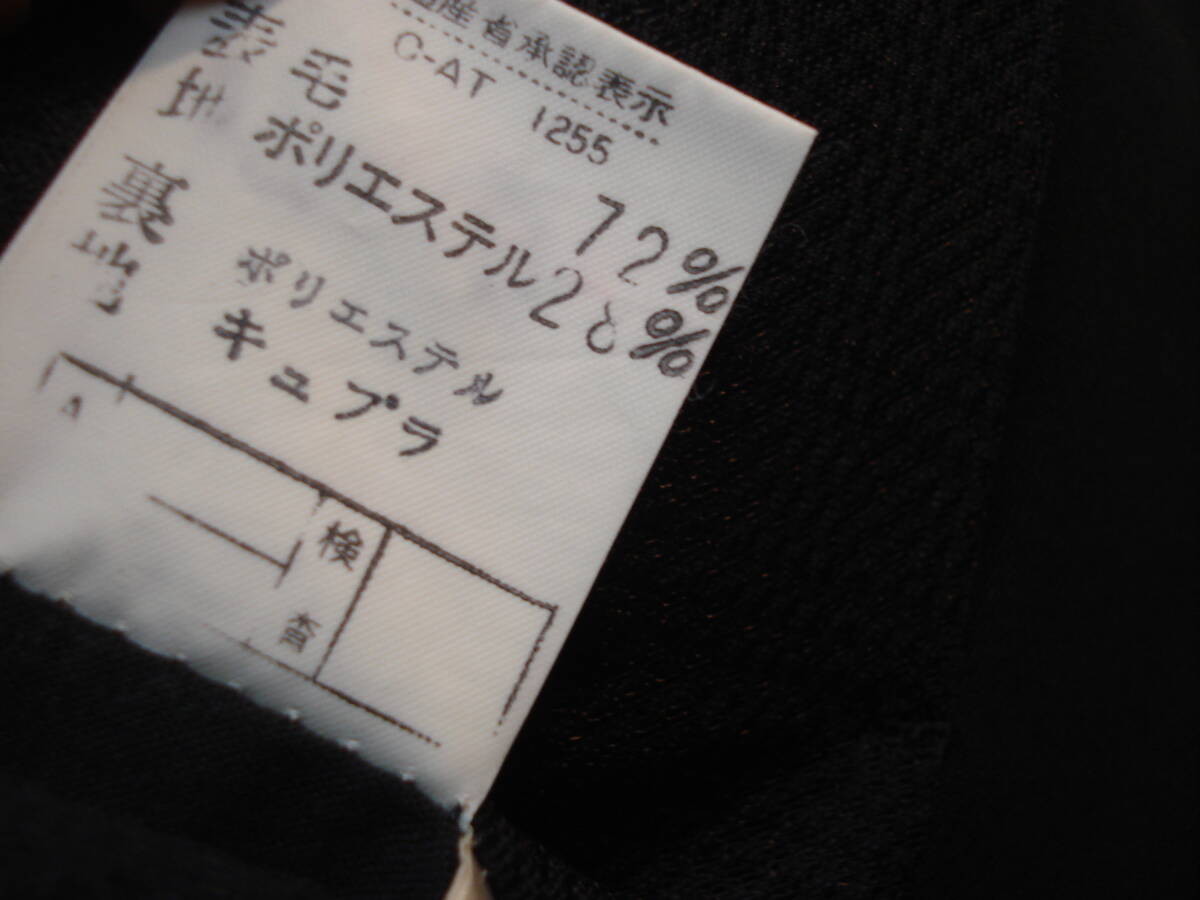 産省承認表示
C-AT 1255
表地
毛 72%
ポリエステル 28%
裏地
ポリエステル
キュプラ
A
検査